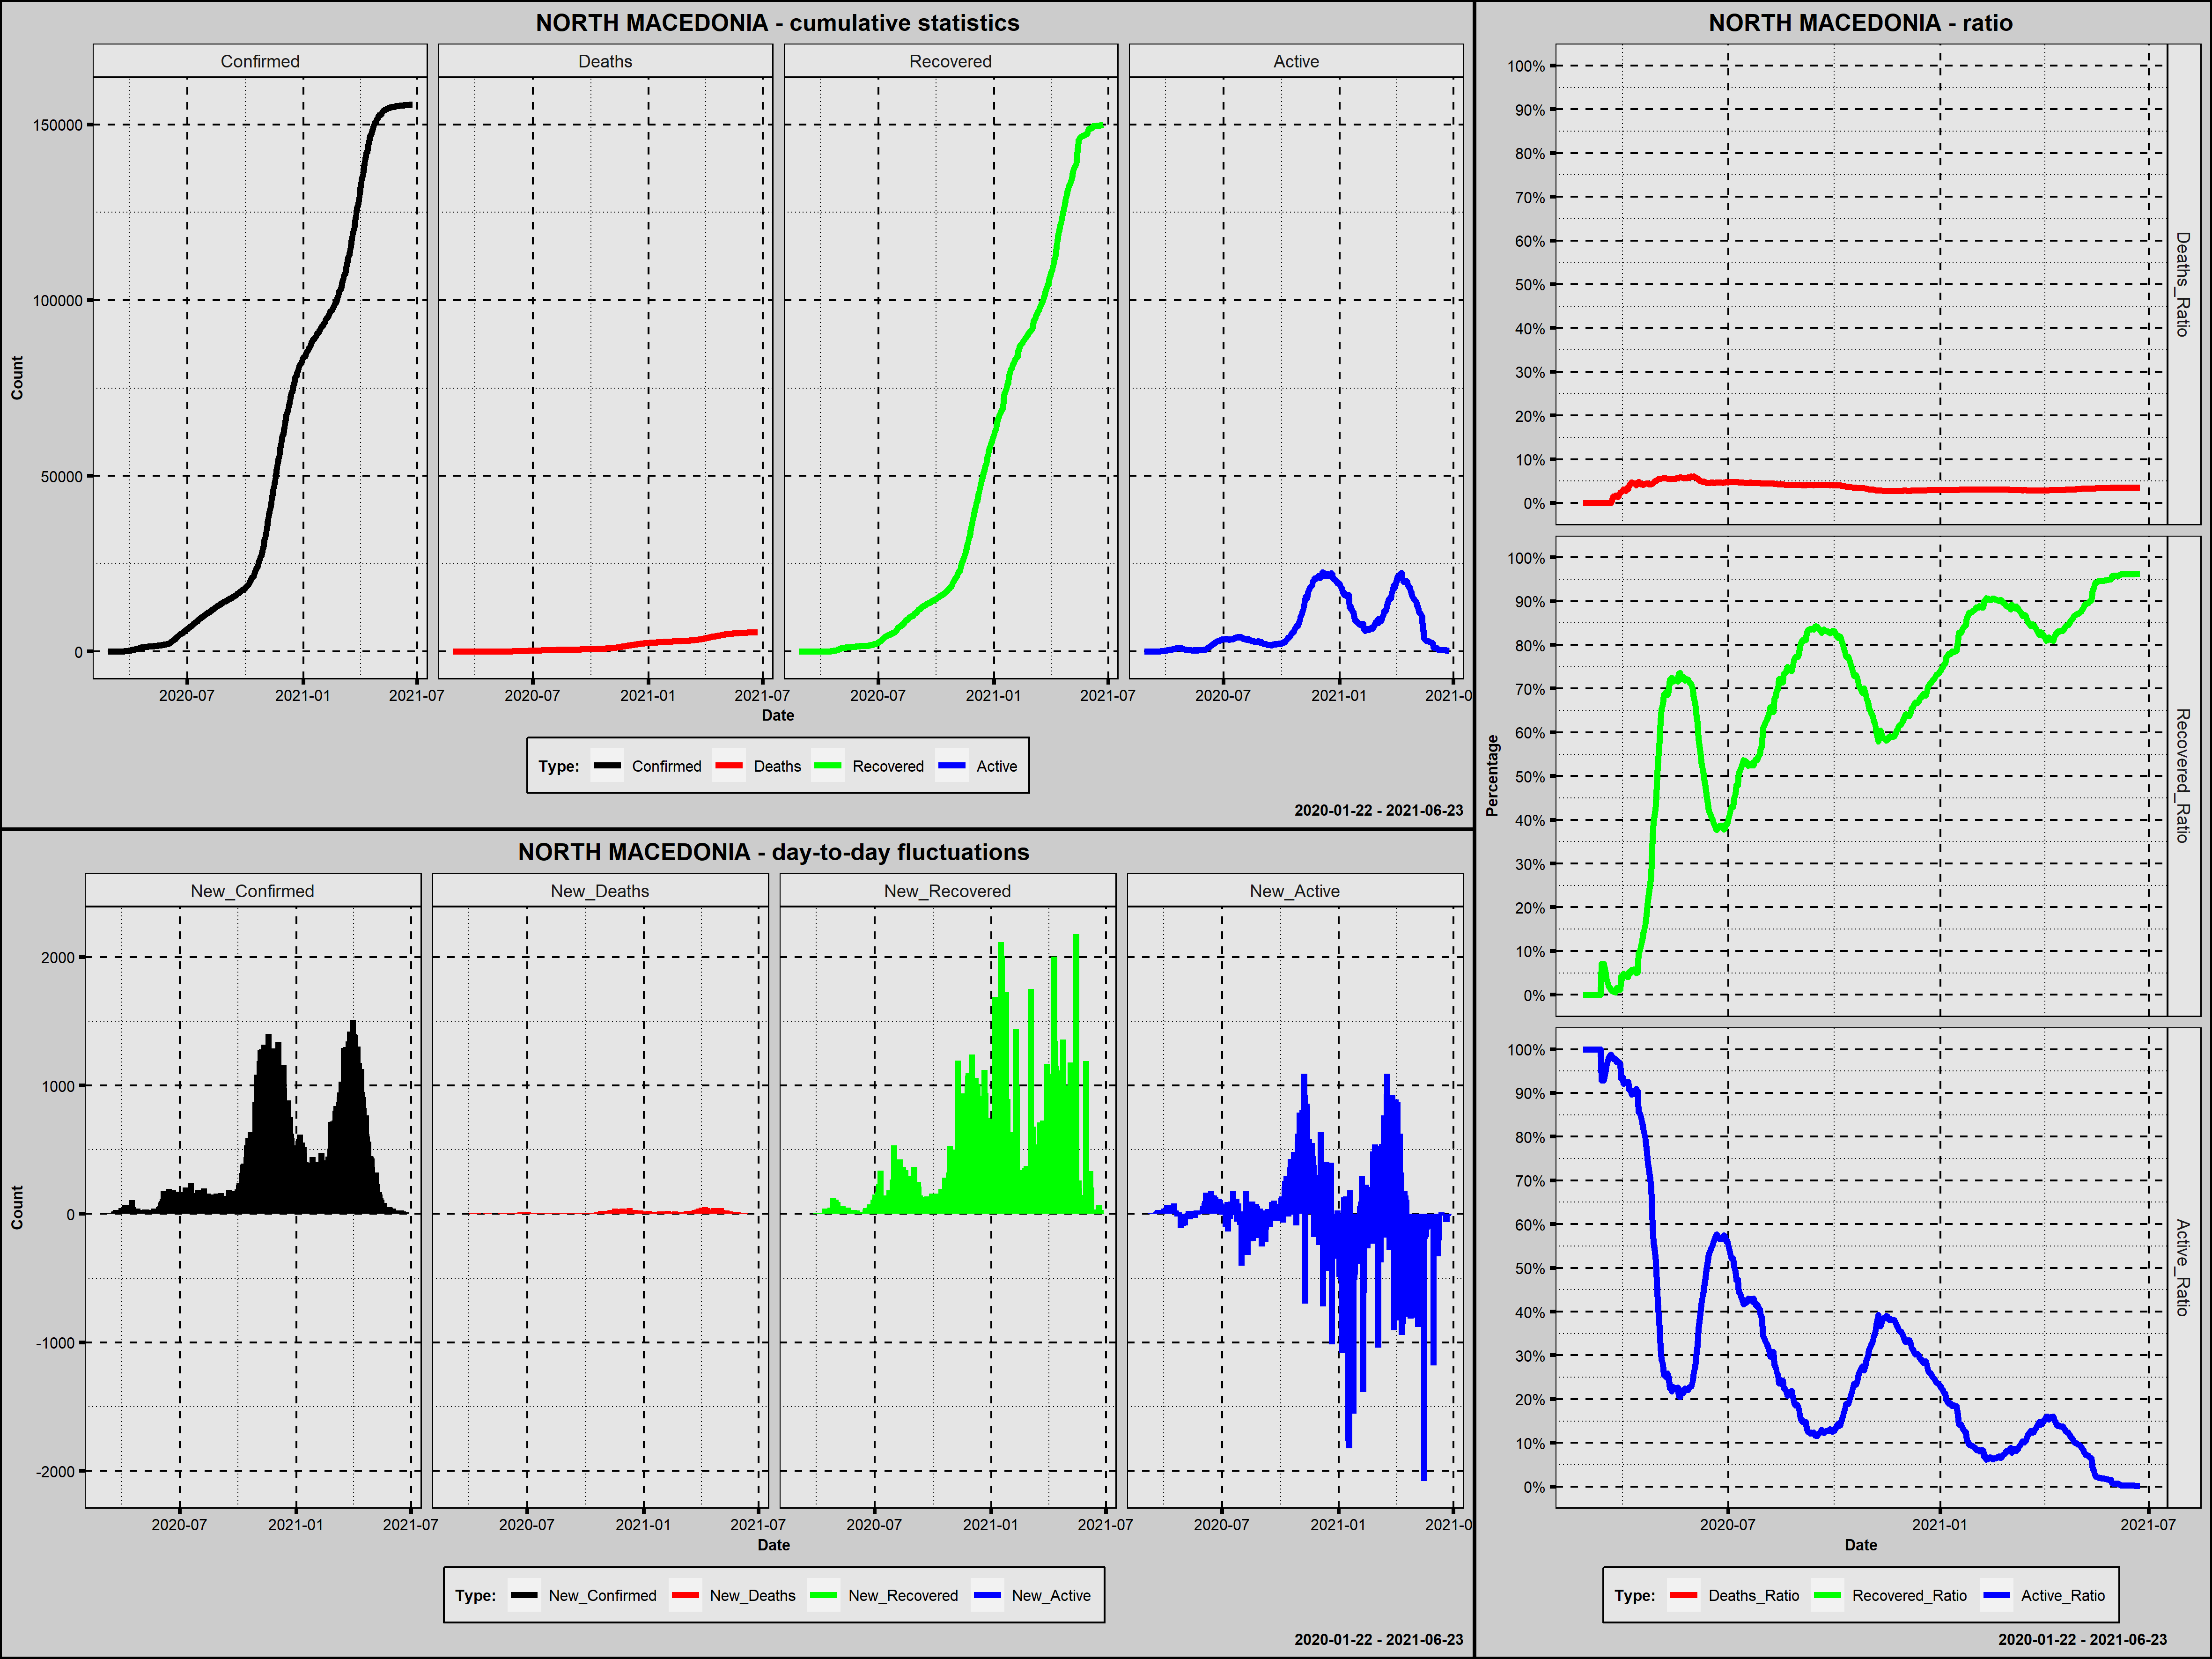 NORTH MACEDONIA - cumulative statistics
Confirmed Deaths Recovered Active
Count
150000
100000
50000
0
2020-07 2021-01 2021-07 2020-07 2021-01 2021-07 2020-07 2021-01 2021-07 2020-07 2021-01 2021-0
Date
Type: Confirmed Deaths Recovered Active
2020-01-22 - 2021-06-23
NORTH MACEDONIA - day-to-day fluctuations
New_Confirmed New_Deaths New_Recovered New_Active
Count
2000
1000
0
-1000
-2000
2020-07 2021-01 2021-07 2020-07 2021-01 2021-07 2020-07 2021-01 2021-07 2020-07 2021-01 2021-0
Date
Type: New_Confirmed New_Deaths New_Recovered New_Active
2020-01-22 - 2021-06-23
NORTH MACEDONIA - ratio
Percentage
100%
90%
80%
70%
60%
50%
40%
30%
20%
10%
0%
Deaths_Ratio
100%
90%
80%
70%
60%
50%
40%
30%
20%
10%
0%
Recovered_Ratio
100%
90%
80%
70%
60%
50%
40%
30%
20%
10%
0%
Active_Ratio
2020-07 2021-01 2021-07
Date
Type: Deaths_Ratio Recovered_Ratio Active_Ratio
2020-01-22 - 2021-06-23